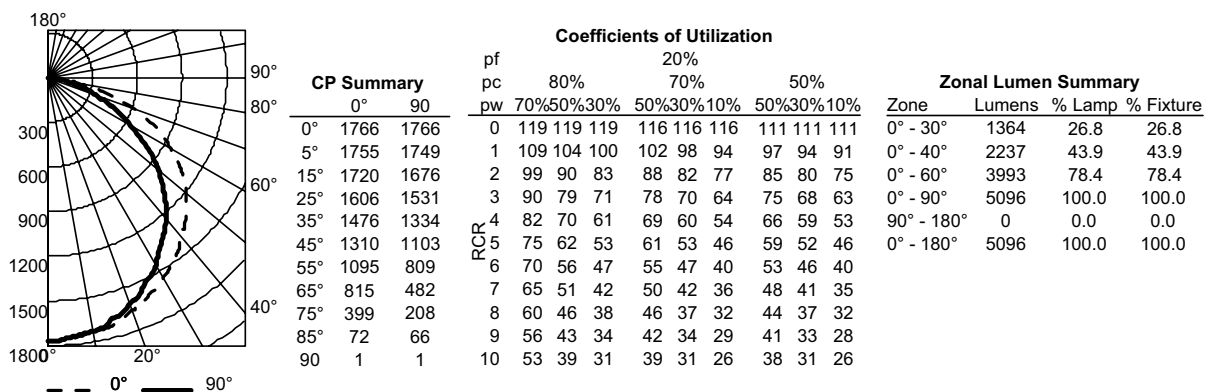 180°
90°
80°
60°
40°
20°
300
600
900
1200
1500
1800°
0° 90°
CP Summary
0° 90
0° 1766 1766
5° 1755 1749
15° 1720 1676
25° 1606 1531
35° 1476 1334
45° 1310 1103
55° 1095 809
65° 815 482
75° 399 208
85° 72 66
90 1 1
Coefficients of Utilization
pf 20%
pc 80% 70% 50%
pw 70%50%30% 50%30%10% 50%30%10%
RCR
0 119 119 119 116 116 116 111 111 111
1 109 104 100 102 98 94 97 94 91
2 99 90 83 88 82 77 85 80 75
3 90 79 71 78 70 64 75 68 63
4 82 70 61 69 60 54 66 59 53
5 75 62 53 61 53 46 59 52 46
6 70 56 47 55 47 40 53 46 40
7 65 51 42 50 42 36 48 41 35
8 60 46 38 46 37 32 44 37 32
9 56 43 34 42 34 29 41 33 28
10 53 39 31 39 31 26 38 31 26
Zonal Lumen Summary
Zone Lumens % Lamp % Fixture
0° - 30° 1364 26.8 26.8
0° - 40° 2237 43.9 43.9
0° - 60° 3993 78.4 78.4
0° - 90° 5096 100.0 100.0
90° - 180° 0 0.0 0.0
0° - 180° 5096 100.0 100.0